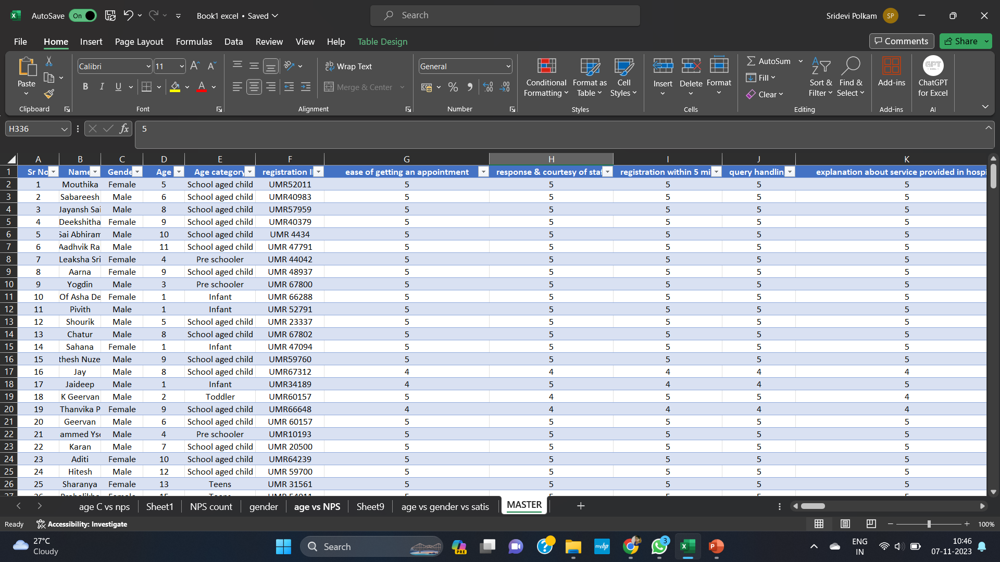 AutoSave On Book1 excel • Saved Search Sridevi Polkam SP
File Home Insert Page Layout Formulas Data Review View Help Table Design Comments Share
Paste Calibri 11 Wrap Text General Conditional Formatting Format as Table Cell Styles Insert Delete Format AutoSum Fill Clear Sort & Filter Find & Select Add-ins GPT ChatGPT for Excel
B I U Merge & Center
Clipboard Font Alignment Number Styles Cells Editing Add-ins AI
H336 fx 5
A B C D E F G H I J K
1 Sr No Name Gende Age Age category registration I ease of getting an appointment response & courtesy of sta registration within 5 mi query handlin explanation about service provided in hospi
2 1 Mouthika Female 5 School aged child UMR52011 5 5 5 5 5
3 2 Sabareesh Male 6 School aged child UMR40983 5 5 5 5 5
4 3 Jayansh Sai Male 8 School aged child UMR57959 5 5 5 5 5
5 4 Deekshitha Female 9 School aged child UMR40379 5 5 5 5 5
6 5 Sai Abhiram Male 10 School aged child UMR 4434 5 5 5 5 5
7 6 Aadhvik Ra Male 11 School aged child UMR 47791 5 5 5 5 5
8 7 Leaksha Sri Female 4 Pre schooler UMR 44042 5 5 5 5 5
9 8 Aarna Female 9 School aged child UMR 48937 5 5 5 5 5
10 9 Yogdin Male 3 Pre schooler UMR 67800 5 5 5 5 5
11 10 Of Asha De Female 1 Infant UMR 66288 5 5 5 5 5
12 11 Pivith Male 1 Infant UMR 52791 5 5 5 5 5
13 12 Shourik Male 5 School aged child UMR 23337 5 5 5 5 5
14 13 Chatur Male 8 School aged child UMR 67802 5 5 5 5 5
15 14 Sahana Female 1 Infant UMR 47094 5 5 5 5 5
16 15 thesh Nuze Male 9 School aged child UMR59760 5 5 5 5 5
17 16 Jay Male 8 School aged child UMR67312 4 4 4 4 4
18 17 Jaideep Male 1 Infant UMR34189 4 5 4 4 5
19 18 K Geervan Male 2 Toddler UMR60157 5 4 5 5 4
20 19 Thanvika P Female 9 School aged child UMR66648 4 4 4 4 4
21 20 Geervan Male 6 School aged child UMR 60157 5 5 5 5 5
22 21 ammed Yse Male 4 Pre schooler UMR10193 5 5 5 5 5
23 22 Karan Male 7 School aged child UMR 20500 5 5 5 5 5
24 23 Aditi Female 10 School aged child UMR64239 5 5 5 5 5
25 24 Hitesh Male 12 School aged child UMR 59700 5 5 5 5 5
26 25 Sharanya Female 13 Teens UMR 31561 5 5 5 5 5
age C vs nps Sheet1 NPS count gender age vs NPS Sheet9 age vs gender vs satis MASTER
Ready Accessibility: Investigate 100%
27°C Cloudy Search PRE myhp 3 ENG IN 10:46 07-11-2023